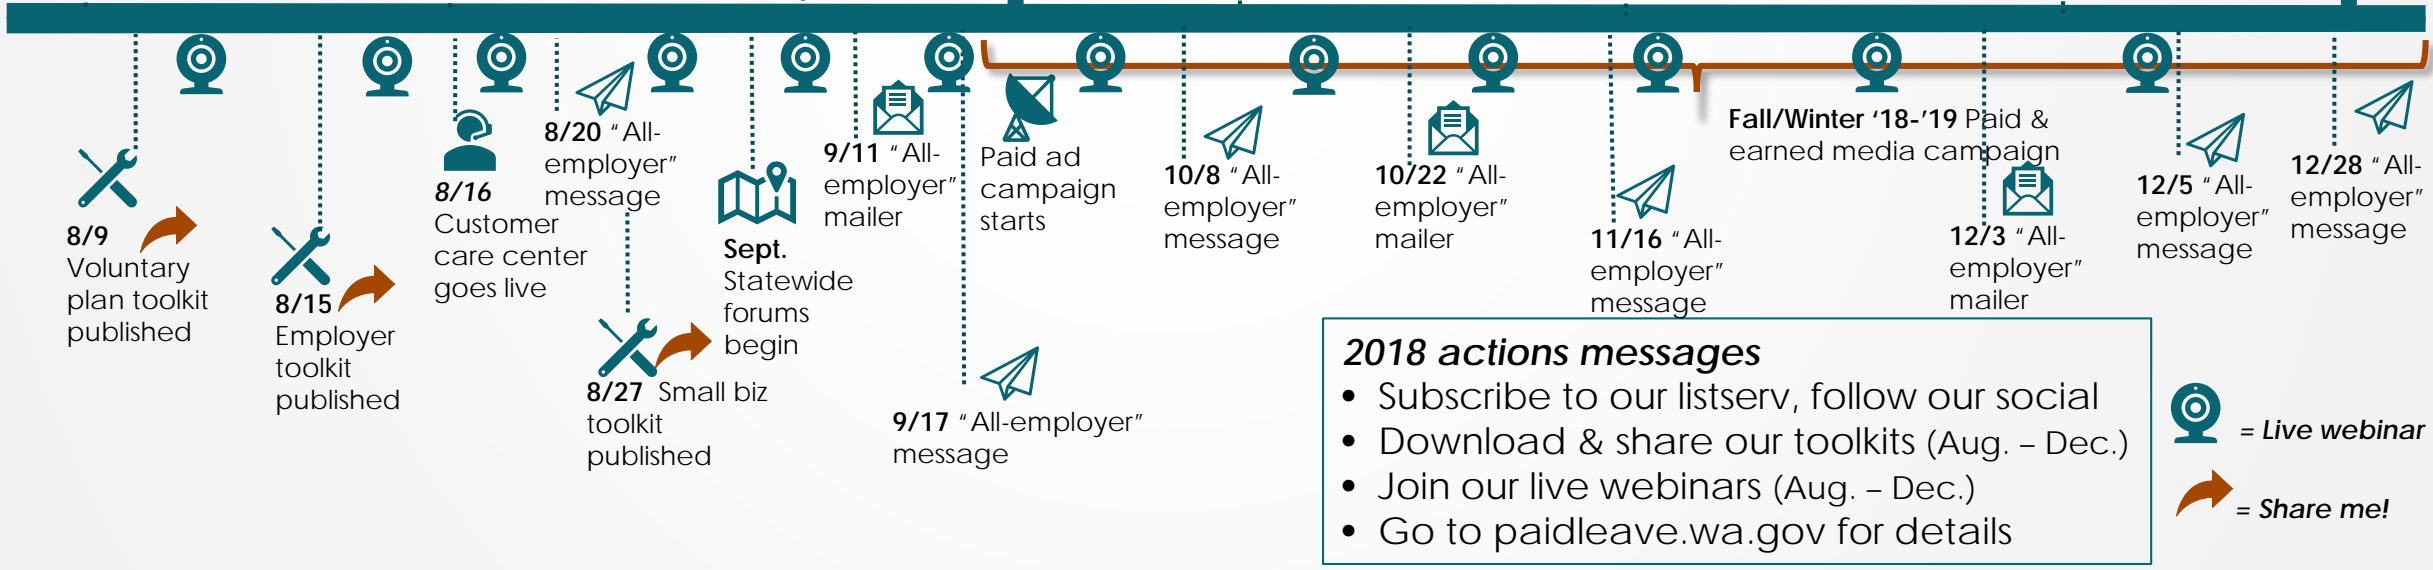 8/9
Voluntary
plan toolkit
published
8/15
Employer
toolkit
published
8/16
Customer
care center
goes live
8/20 “All-
employer”
message
8/27 Small biz
toolkit
published
Sept.
Statewide
forums
begin
9/11 “All-
employer”
mailer
9/17 “All-employer”
message
Paid ad
campaign
starts
10/8 “All-
employer”
message
10/22 “All-
employer”
mailer
11/16 “All-
employer”
message
Fall/Winter ‘18-’19 Paid &
earned media campaign
12/3 “All-
employer”
mailer
12/5 “All-
employer”
message
12/28 “All-
employer”
message
2018 actions messages
• Subscribe to our listserv, follow our social
• Download & share our toolkits (Aug. – Dec.)
• Join our live webinars (Aug. – Dec.)
• Go to paidleave.wa.gov for details
= Live webinar
= Share me!